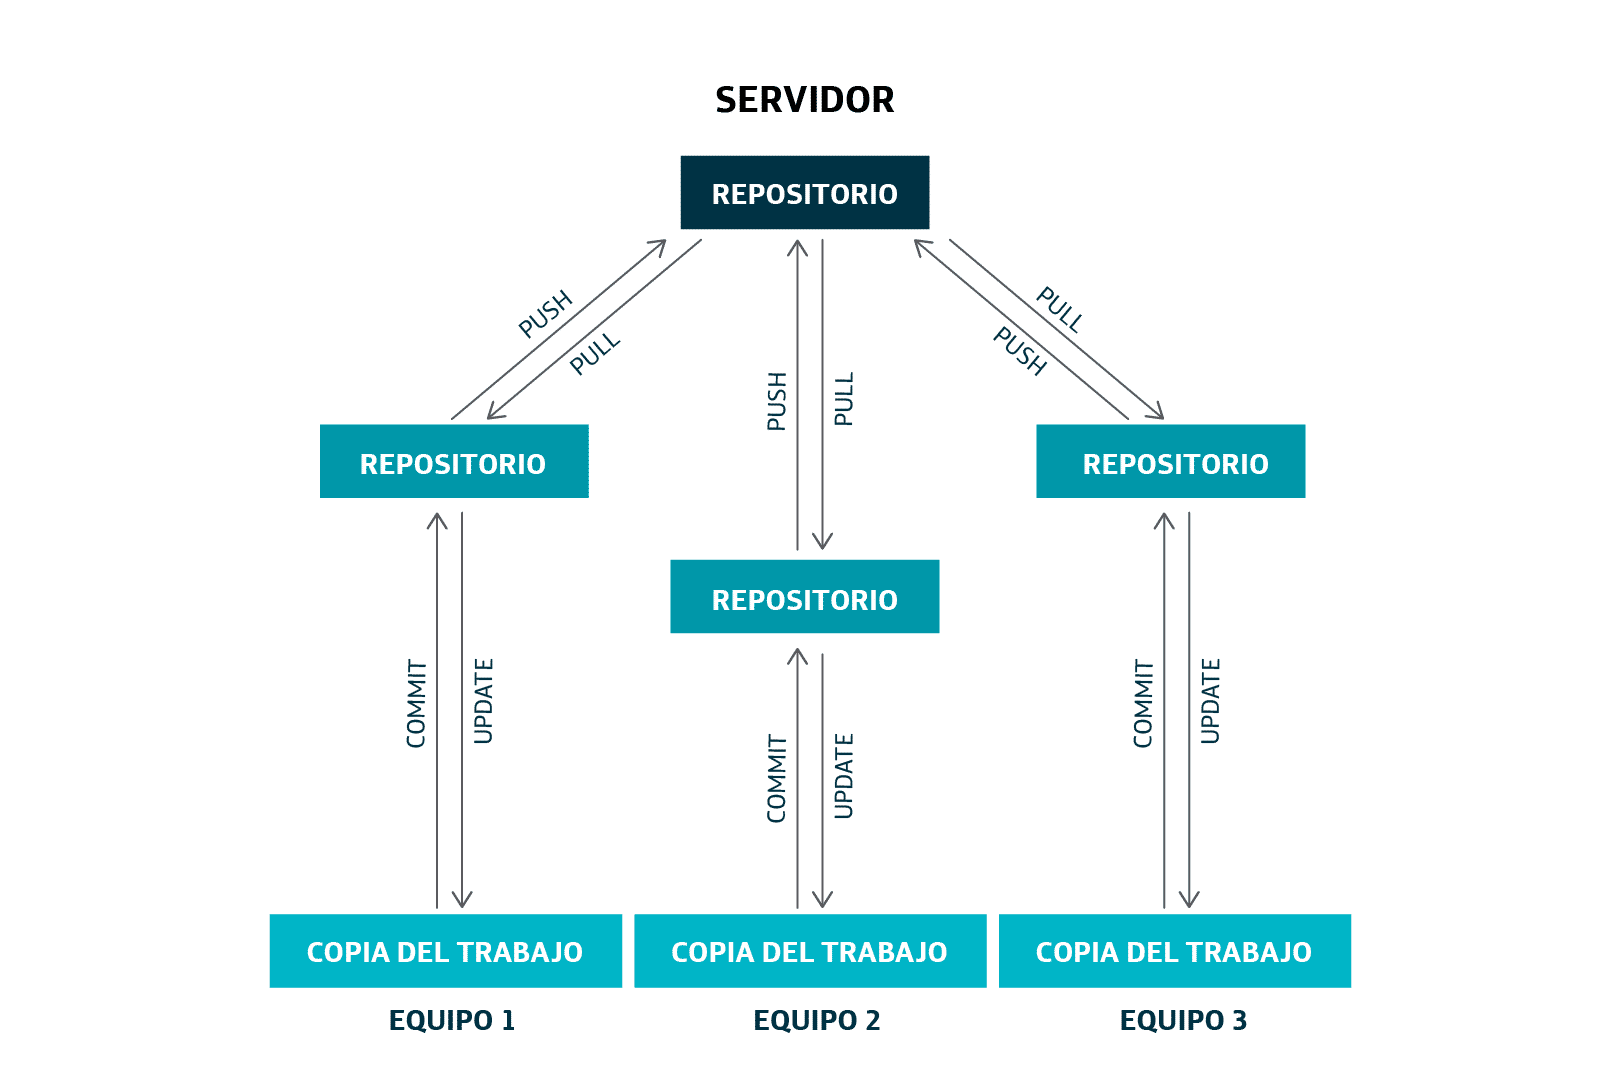 SERVIDOR
REPOSITORIO
PUSH
PULL
PUSH
PULL
PULL
PUSH
REPOSITORIO
REPOSITORIO
REPOSITORIO
COMMIT
UPDATE
COMMIT
UPDATE
COMMIT
UPDATE
COPIA DEL TRABAJO
COPIA DEL TRABAJO
COPIA DEL TRABAJO
EQUIPO 1
EQUIPO 2
EQUIPO 3